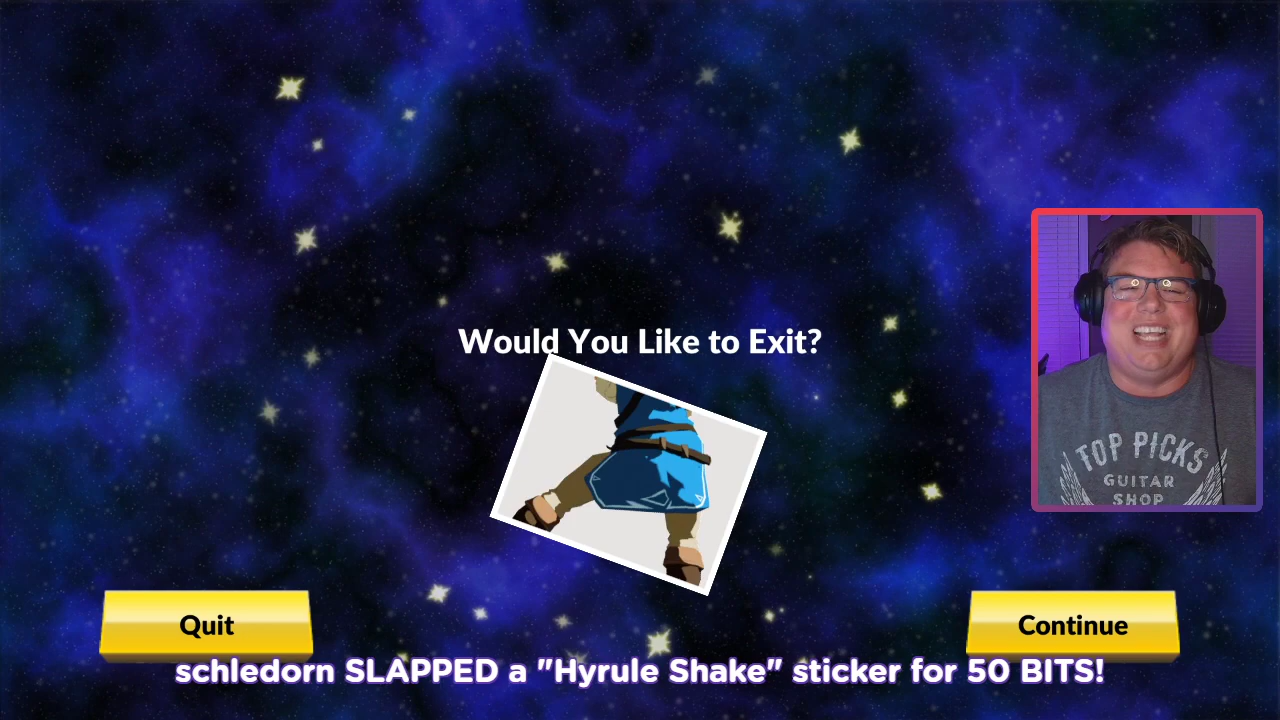 Would You Like to Exit?
TOP PICKS
GUITAR
SHOP
Quit
Continue
schledorn SLAPPED a "Hyrule Shake" sticker for 50 BITS!